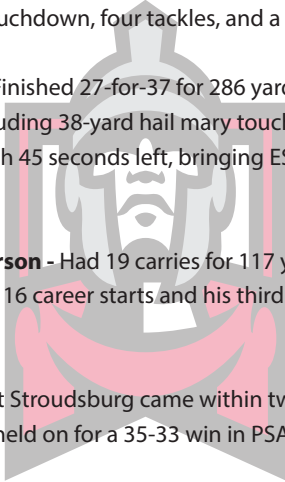 uchdown, four tackles, and a
Finished 27-for-37 for 286 yard
uding 38-yard hail mary touch
h 45 seconds left, bringing ES
rson - Had 19 carries for 117 y
16 career starts and his third
t Stroudsburg came within tw
held on for a 35-33 win in PSA